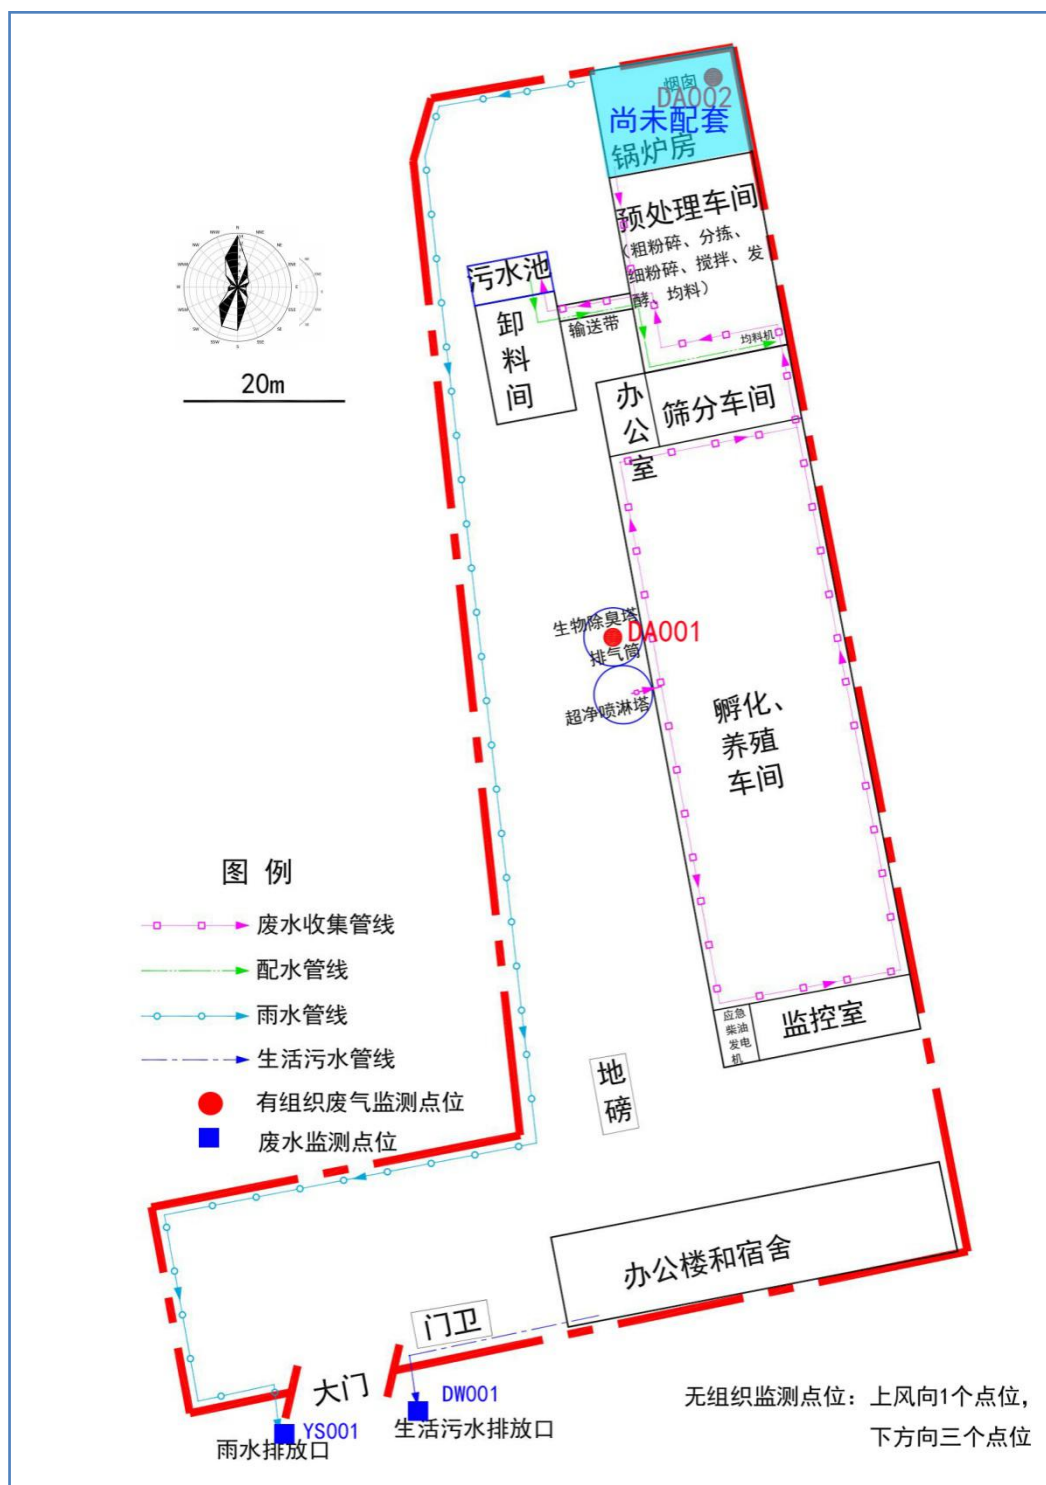 烟囱
DA002
尚未配套
锅炉房
预处理车间
（粗粉碎、分拣、
细粉碎、搅拌、发
酵、均料）
污水池
输送带
均料机
卸
料
间
办
公
室
筛分车间
N
S
20m
生物除臭塔
DA001
排气筒
超净喷淋塔
孵化、
养殖
车间
图 例
废水收集管线
配水管线
雨水管线
生活污水管线
有组织废气监测点位
废水监测点位
应急
柴油
发电
机
监控室
地
磅
办公楼和宿舍
门卫
大门
DW001
生活污水排放口
YS001
雨水排放口
无组织监测点位：上风向1个点位，
下方向三个点位